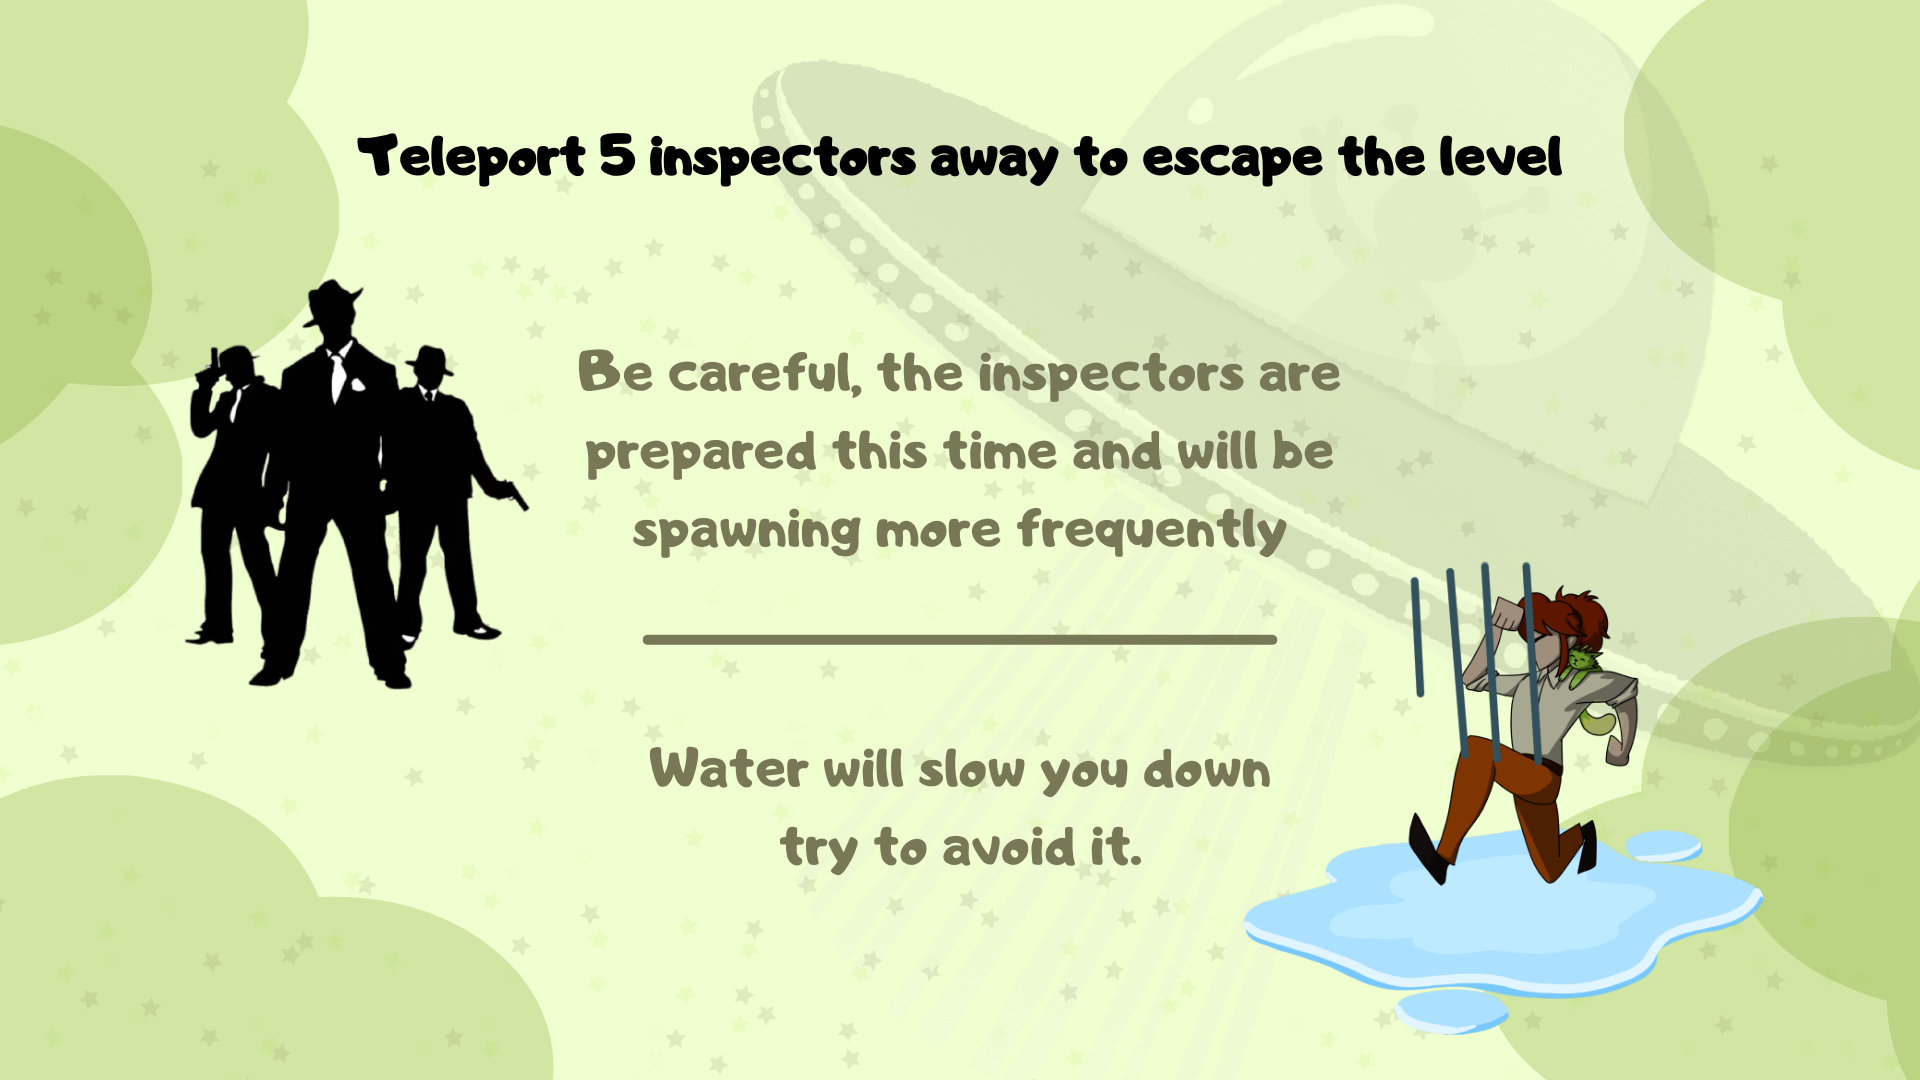 Teleport 5 inspectors away to escape the level
Be careful, the inspectors are
prepared this time and will be
spawning more frequently
Water will slow you down
try to avoid it.